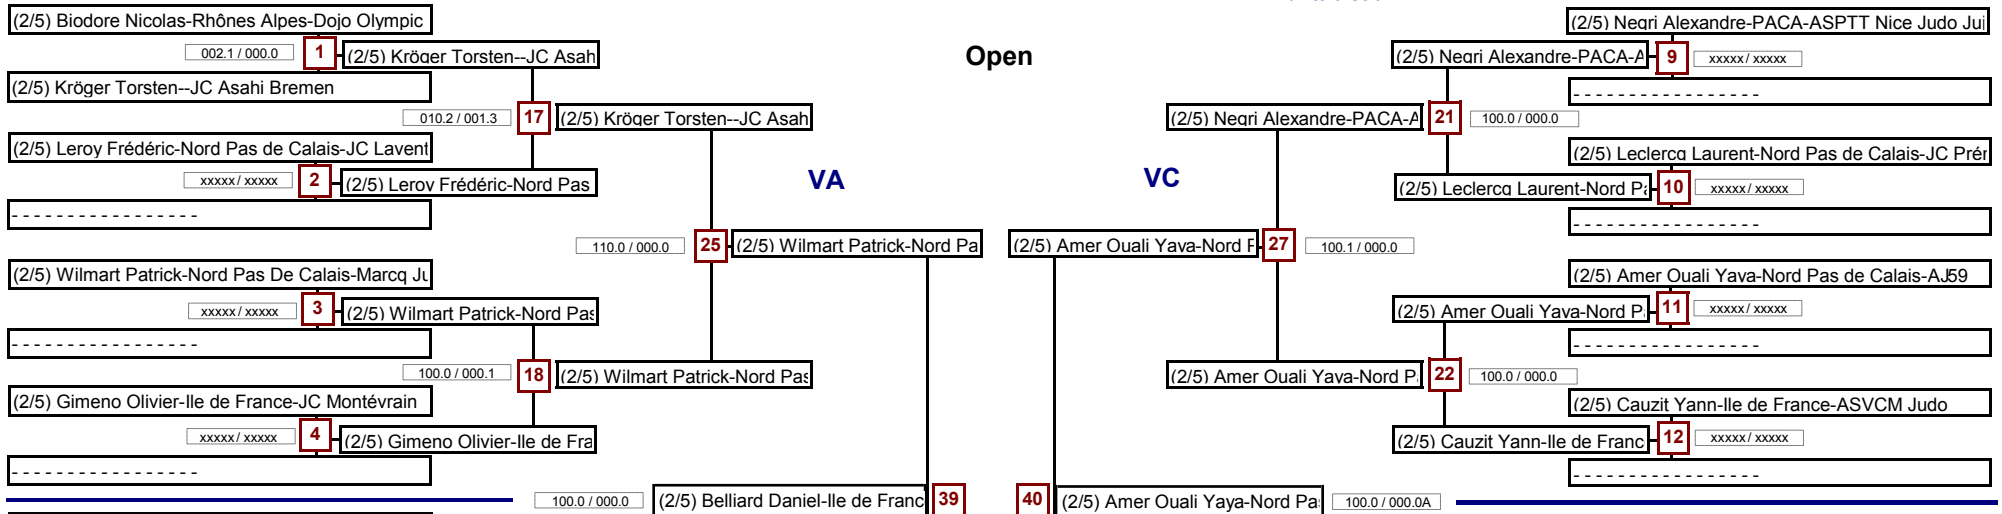 (2/5) Biodore Nicolas-Rhônes Alpes-Dojo Olympic
002.1 / 000.0
1
(2/5) Kröger Torsten--JC Asah
(2/5) Kröger Torsten--JC Asahi Bremen
010.2 / 001.3
17
(2/5) Kröger Torsten--JC Asah
(2/5) Leroy Frédéric-Nord Pas de Calais-JC Lavent
xxxxx / xxxxx
2
(2/5) Leroy Frédéric-Nord Pas
- - - - - - - - - - - - - - - - -
VA
110.0 / 000.0
25
(2/5) Wilmart Patrick-Nord Pa
(2/5) Wilmart Patrick-Nord Pas De Calais-Marcq Ju
xxxxx / xxxxx
3
(2/5) Wilmart Patrick-Nord Pas
- - - - - - - - - - - - - - - - -
100.0 / 000.1
18
(2/5) Wilmart Patrick-Nord Pas
(2/5) Gimeno Olivier-Ile de France-JC Montévrain
xxxxx / xxxxx
4
(2/5) Gimeno Olivier-Ile de Fra
- - - - - - - - - - - - - - - - -
100.0 / 000.0
(2/5) Belliard Daniel-Ile de Franc
39
Open
(2/5) Negri Alexandre-PACA-ASPTT Nice Judo Jui
(2/5) Negri Alexandre-PACA-A
9
xxxxx / xxxxx
- - - - - - - - - - - - - - - - -
(2/5) Negri Alexandre-PACA-A
21
100.0 / 000.0
(2/5) Leclercq Laurent-Nord Pas de Calais-JC Prér
(2/5) Leclercq Laurent-Nord Pa
10
xxxxx / xxxxx
- - - - - - - - - - - - - - - - -
VC
(2/5) Amer Ouali Yaya-Nord P
27
100.1 / 000.0
(2/5) Amer Ouali Yaya-Nord Pas de Calais-AJ59
(2/5) Amer Ouali Yaya-Nord P
11
xxxxx / xxxxx
- - - - - - - - - - - - - - - - -
(2/5) Amer Ouali Yaya-Nord P
22
100.0 / 000.0
(2/5) Cauzit Yann-Ile de France-ASVCM Judo
(2/5) Cauzit Yann-Ile de Franc
12
xxxxx / xxxxx
- - - - - - - - - - - - - - - - -
40
(2/5) Amer Ouali Yaya-Nord Pa
100.0 / 000.0A